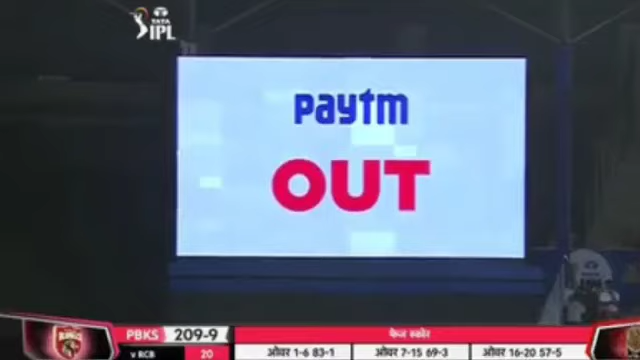 TATA
IPL
paytm
OUT
PBKS 209-9 फेज स्कोर
v RCB 20 ओवर 1-6 83-1 ओवर 7-15 69-3 ओवर 16-20 57-5